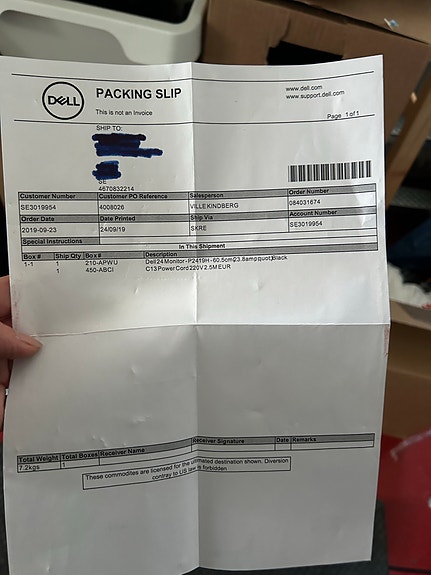 DELL
PACKING SLIP
This is not an Invoice
www.dell.com
www.support.dell.com
Page 1 of 1
SHIP TO:
SE
4670832214
Customer Number Customer PO Reference Salesperson Order Number
SE3019954 4008026 VILLE KINDBERG 084031674
Order Date Date Printed Ship Via Account Number
2019-09-23 24/09/19 SKRE SE3019954
Special Instructions
In This Shipment
Box # Ship Qty Box# Description
1-1 1 210-APWU Dell 24 Monitor - P2419H - 60.5cm(23.8&quot;)Black
1 450-ABCI C13 Power Cord 220V 2.5M EUR
Total Weight Total Boxes Receiver Name Receiver Signature Date Remarks
7.2kgs 1
These commodites are licensed for the ultimated destination shown. Diversion
contray to US law is forbidden